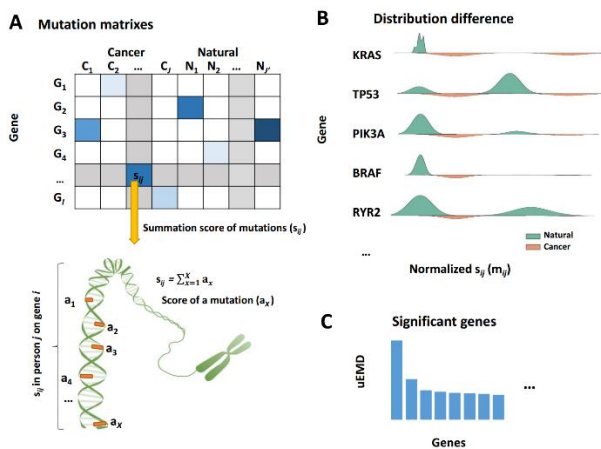 A Mutation matrixes
Cancer Natural
C1 C2 ... CJ N1 N2 ... NJ'
Gene
G1
G2
G3
G4
... sij
GI
Summation score of mutations (sij)
sij = ∑Xx=1 ax
Score of a mutation (ax)
sij in person j on gene i
a1
a2
a3
a4
...
aX
B Distribution difference
Gene
KRAS
TP53
PIK3A
BRAF
RYR2
Natural
Cancer
...
Normalized sij (mij)
C Significant genes
uEMD
...
Genes